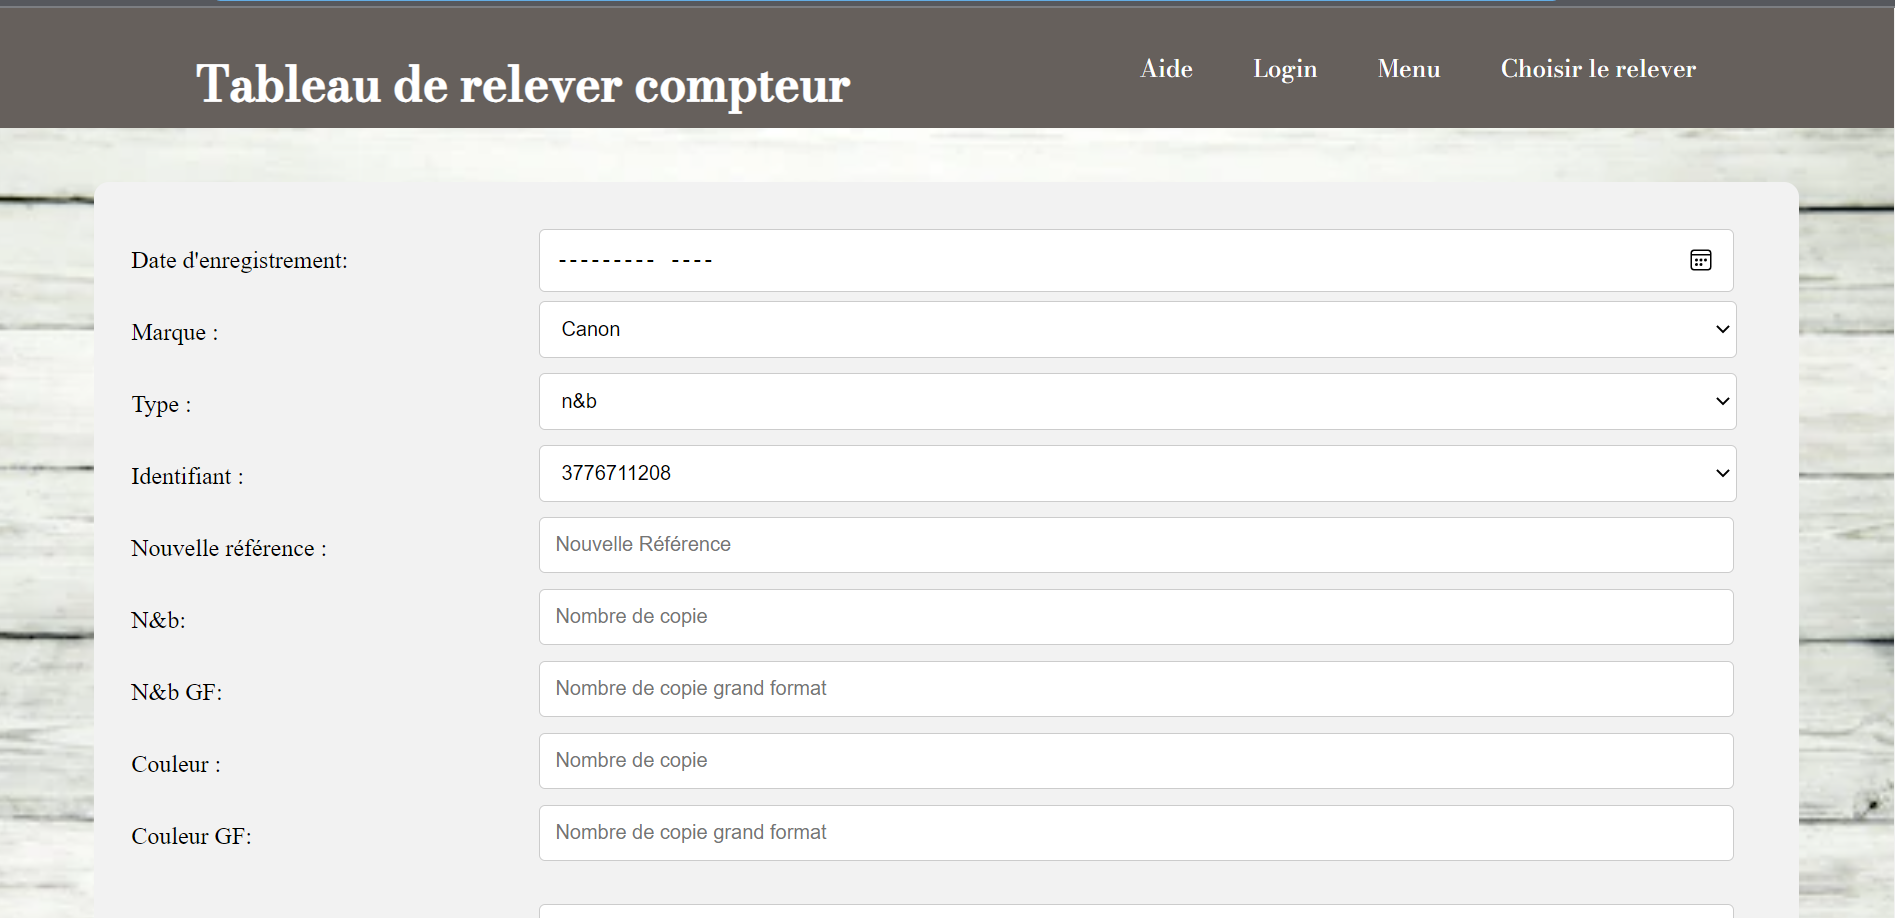 Tableau de relever compteur
Aide Login Menu Choisir le relever
Date d'enregistrement: --------- ----
Marque : Canon
Type : n&b
Identifiant : 3776711208
Nouvelle référence : Nouvelle Référence
N&b: Nombre de copie
N&b GF: Nombre de copie grand format
Couleur : Nombre de copie
Couleur GF: Nombre de copie grand format